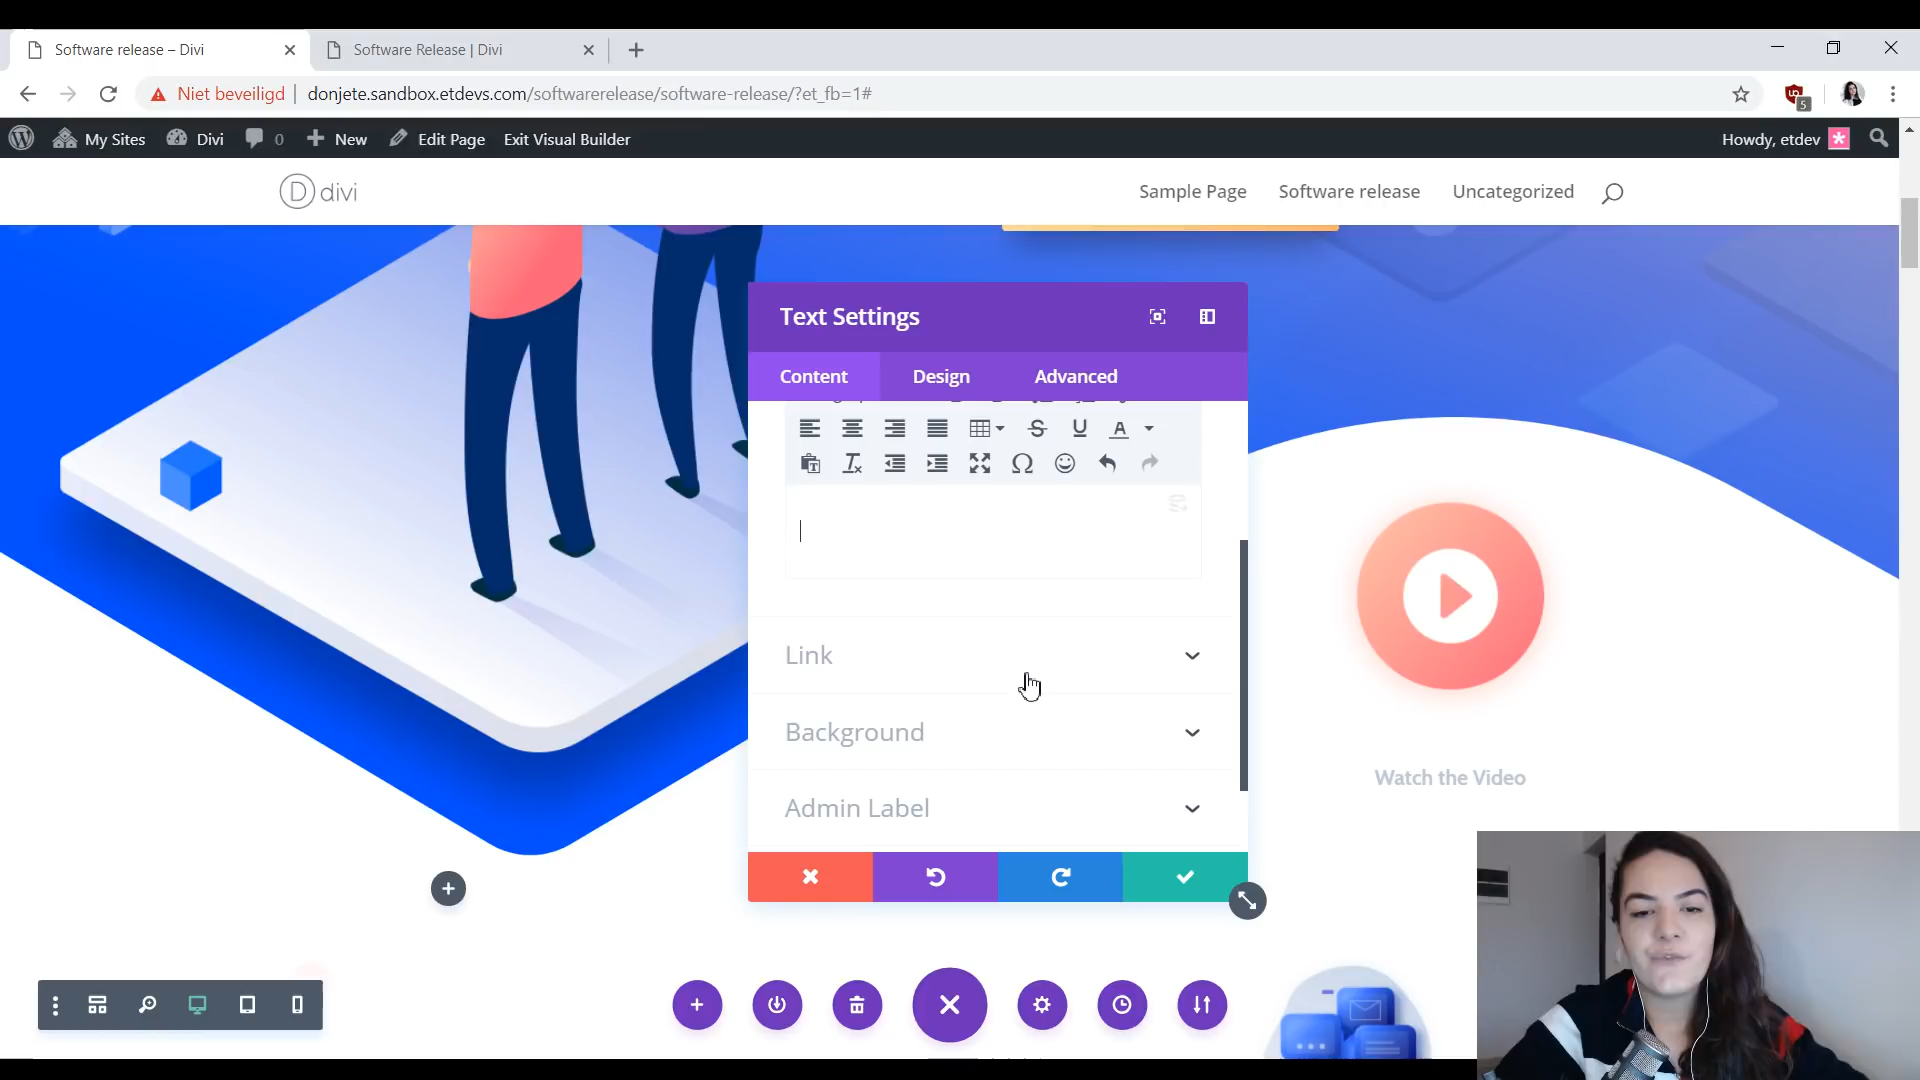 Software release – Divi
Software Release | Divi
Niet beveiligd
donjete.sandbox.etdevs.com/softwarerelease/software-release/?et_fb=1#
5
My Sites
Divi
0
New
Edit Page
Exit Visual Builder
Howdy, etdev
D divi
Sample Page
Software release
Uncategorized
Text Settings
Content
Design
Advanced
Link
Background
Admin Label
Watch the Video